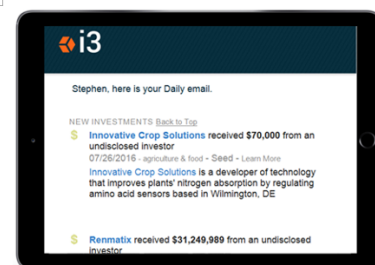 i3
Stephen, here is your Daily email.
NEW INVESTMENTS Back to Top
$ Innovative Crop Solutions received $70,000 from an
undisclosed investor
07/26/2016 - agriculture & food • Seed • Learn More
Innovative Crop Solutions is a developer of technology
that improves plants' nitrogen absorption by regulating
amino acid sensors based in Wilmington, DE
$ Renmatix received $31,249,989 from an undisclosed
investor